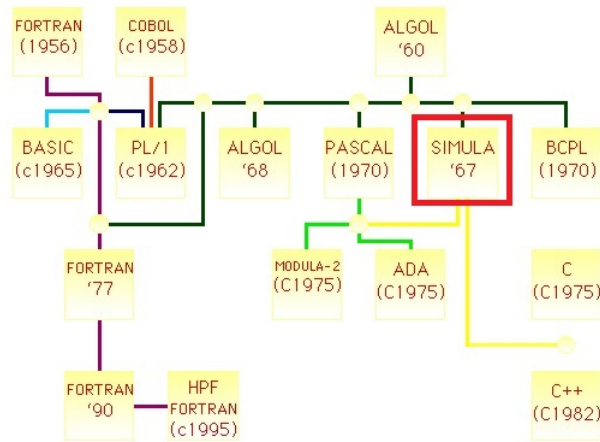 FORTRAN
(1956)
COBOL
(c1958)
ALGOL
'60
BASIC
(c1965)
PL/1
(c1962)
ALGOL
'68
PASCAL
(1970)
SIMULA
'67
BCPL
(1970)
FORTRAN
'77
MODULA-2
(C1975)
ADA
(C1975)
C
(C1975)
FORTRAN
'90
HPF
FORTRAN
(c1995)
C++
(C1982)